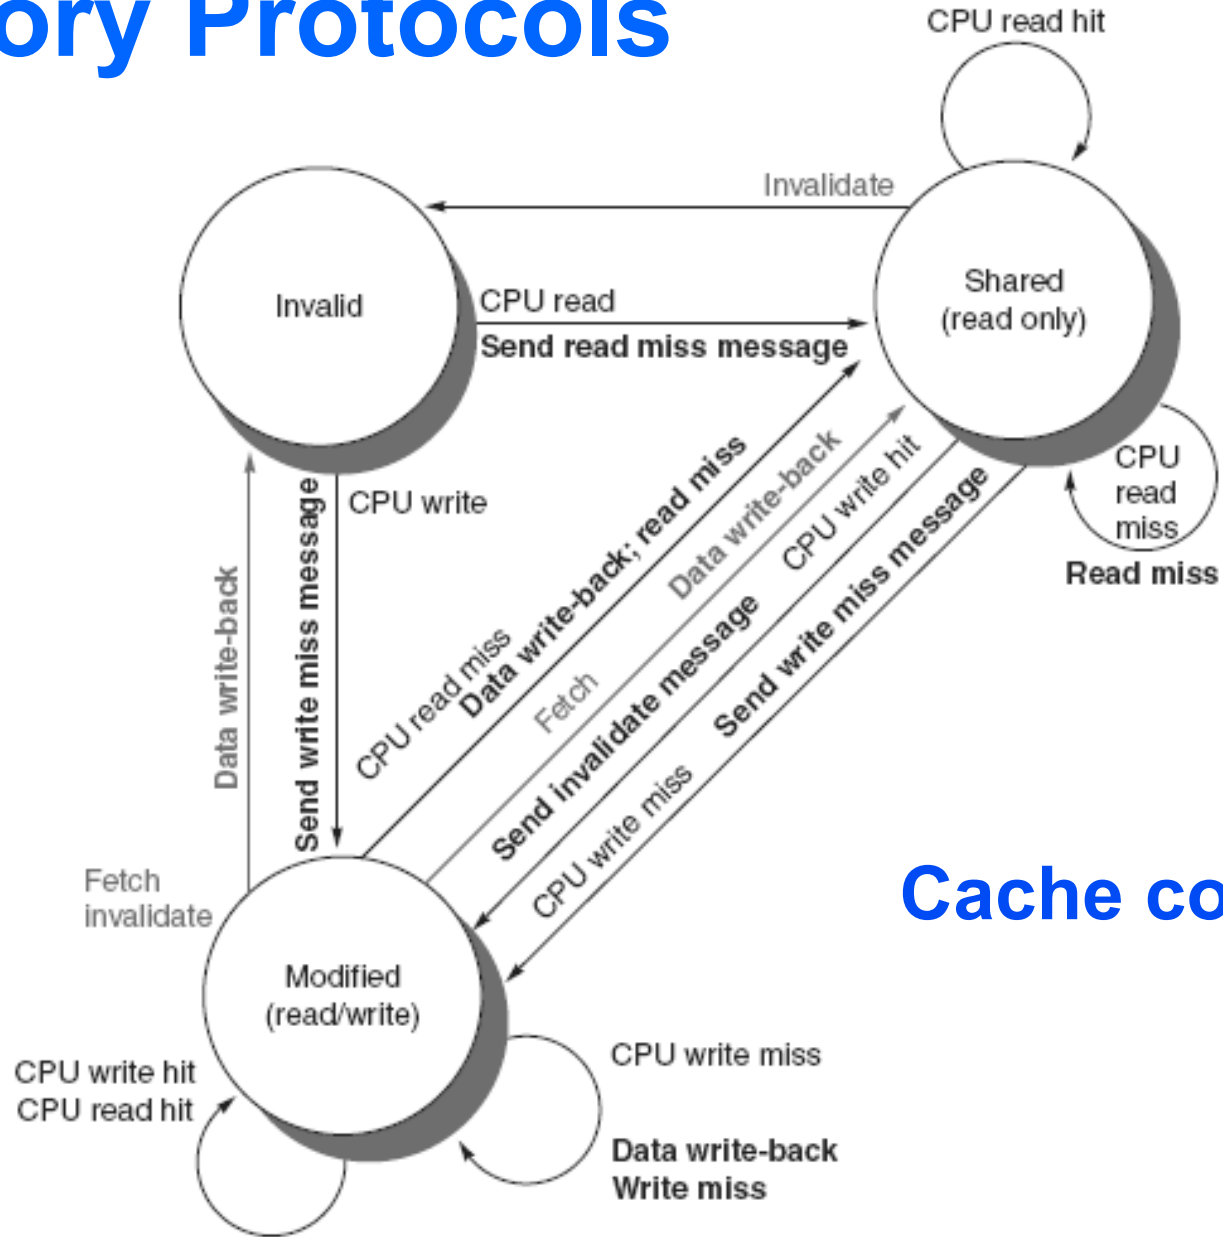 ory Protocols
CPU read hit
Invalidate
Invalid
Shared
(read only)
CPU read
Send read miss message
CPU
read
miss
Read miss
CPU write
Send write miss message
Data write-back
Fetch
invalidate
CPU read miss
Data write-back; read miss
Fetch
Data write-back
CPU write hit
Send invalidate message
CPU write miss
Send write miss message
Cache co
Modified
(read/write)
CPU write hit
CPU read hit
CPU write miss
Data write-back
Write miss